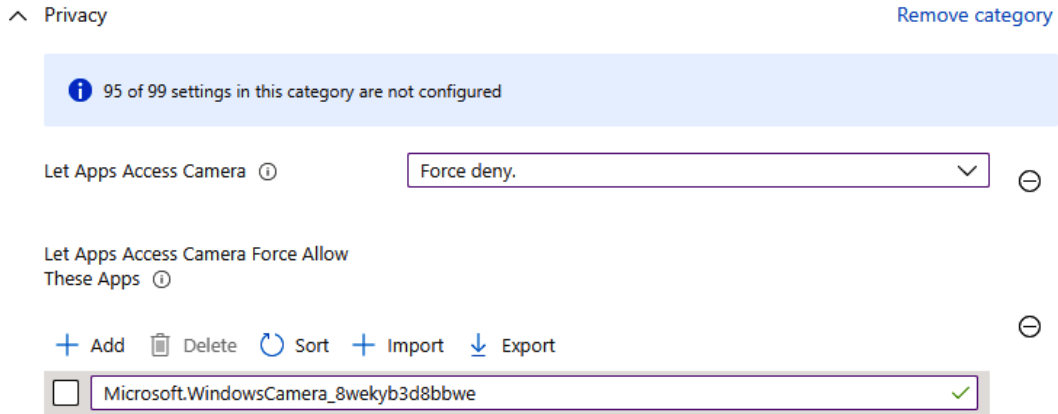 Privacy Remove category
95 of 99 settings in this category are not configured
Let Apps Access Camera Force deny.
Let Apps Access Camera Force Allow
These Apps
Add Delete Sort Import Export
Microsoft.WindowsCamera_8wekyb3d8bbwe